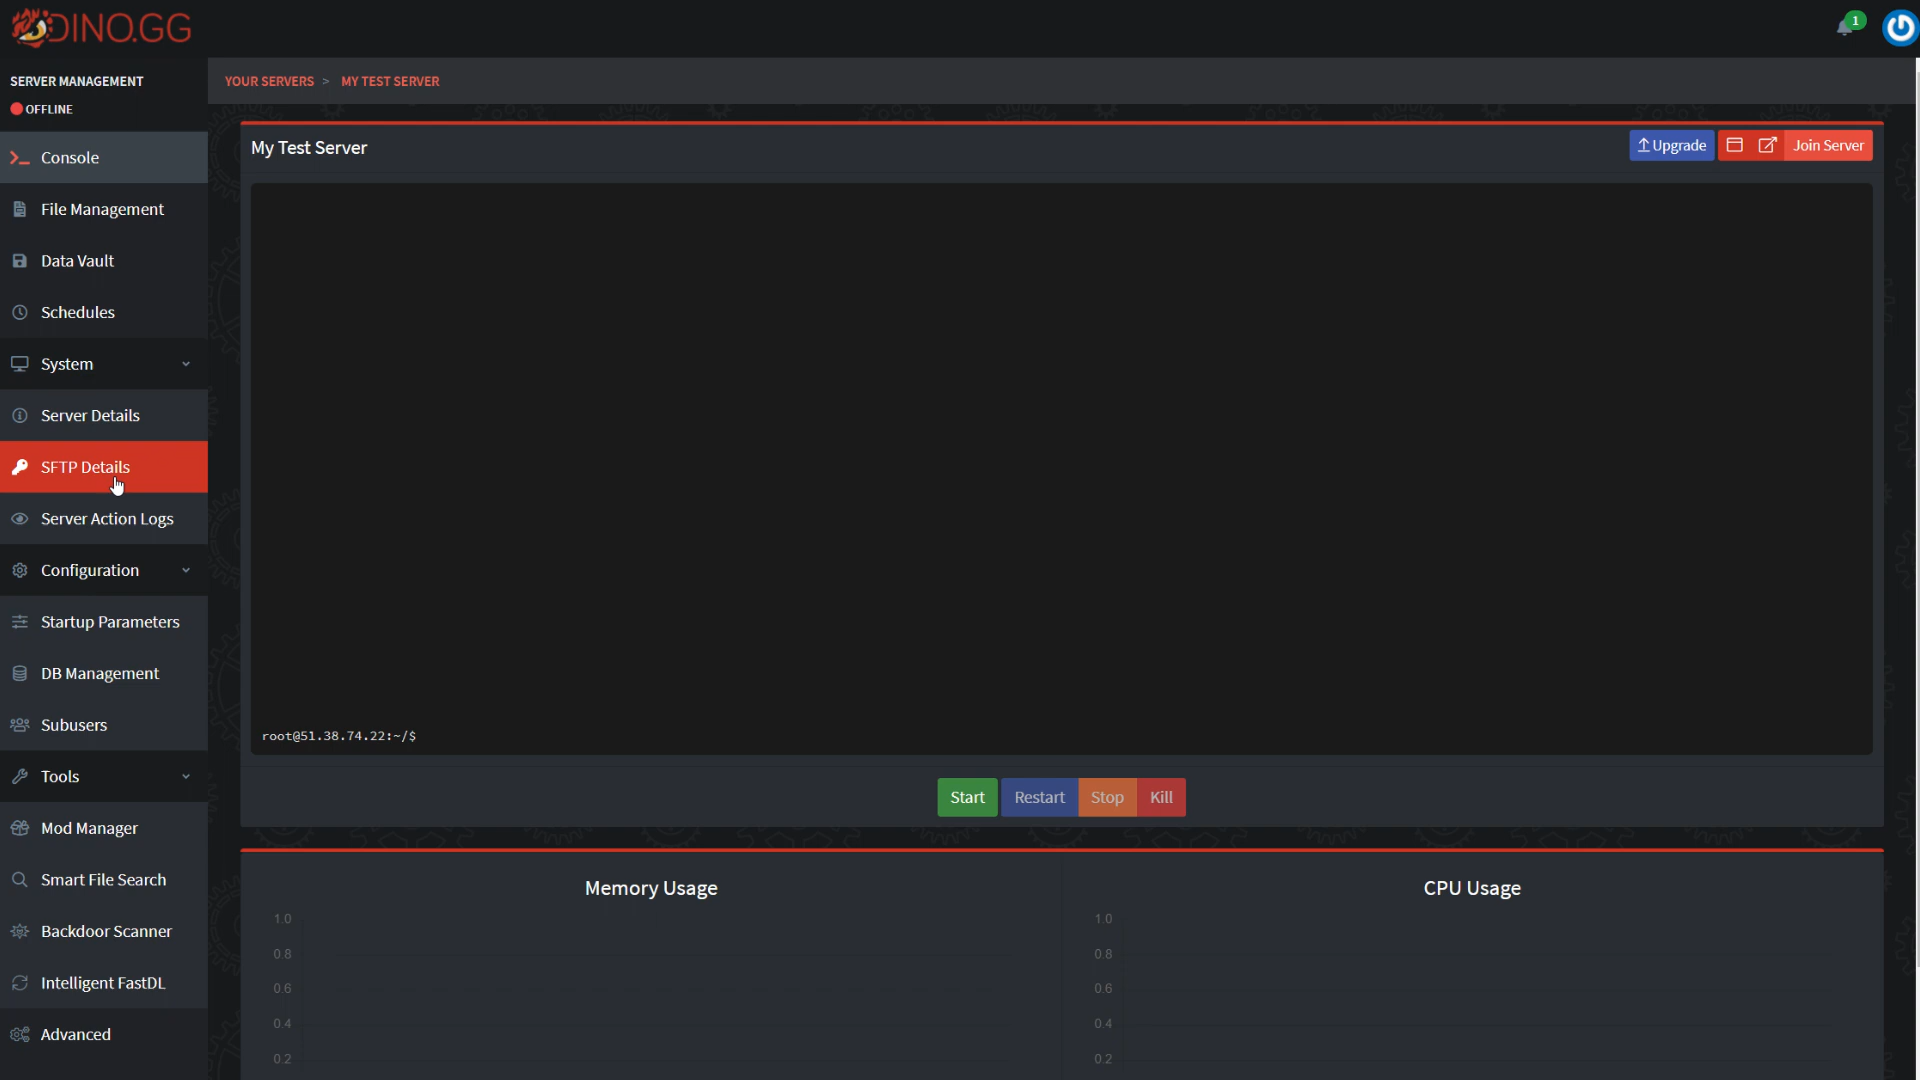 DINO.GG
1
SERVER MANAGEMENT
OFFLINE
YOUR SERVERS > MY TEST SERVER
Console
File Management
Data Vault
Schedules
System
Server Details
SFTP Details
Server Action Logs
Configuration
Startup Parameters
DB Management
Subusers
Tools
Mod Manager
Smart File Search
Backdoor Scanner
Intelligent FastDL
Advanced
My Test Server
Upgrade
Join Server
root@51.38.74.22:~/$
Start
Restart
Stop
Kill
Memory Usage
1.0
0.8
0.6
0.4
0.2
CPU Usage
1.0
0.8
0.6
0.4
0.2